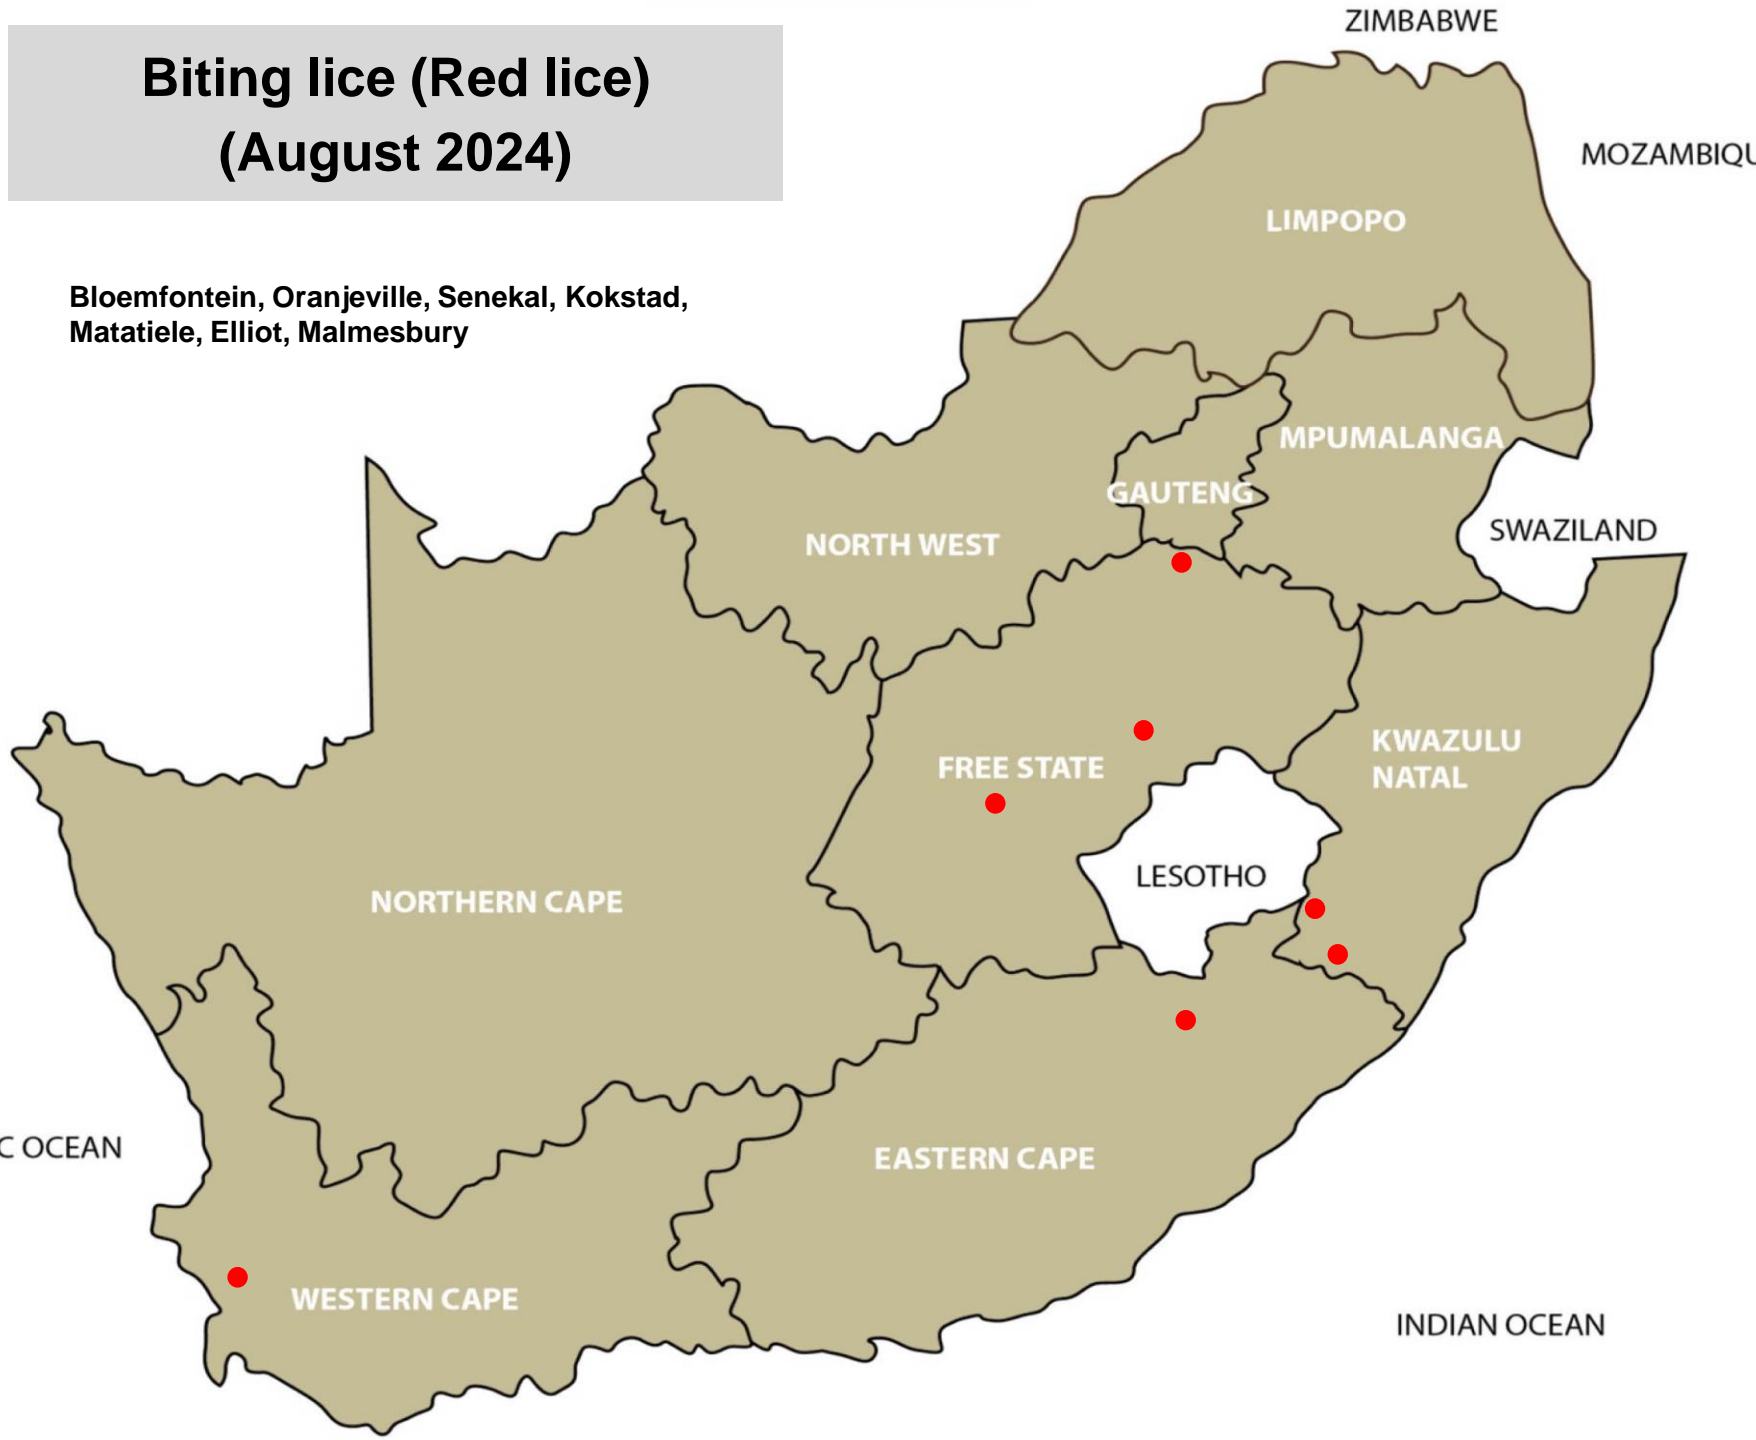 ZIMBABWE
Biting lice (Red lice)
(August 2024)
MOZAMBIQU
LIMPOPO
Bloemfontein, Oranjeville, Senekal, Kokstad,
Matatiele, Elliot, Malmesbury
MPUMALANGA
GAUTENG
SWAZILAND
NORTH WEST
KWAZULU
NATAL
FREE STATE
LESOTHO
NORTHERN CAPE
C OCEAN
EASTERN CAPE
WESTERN CAPE
INDIAN OCEAN